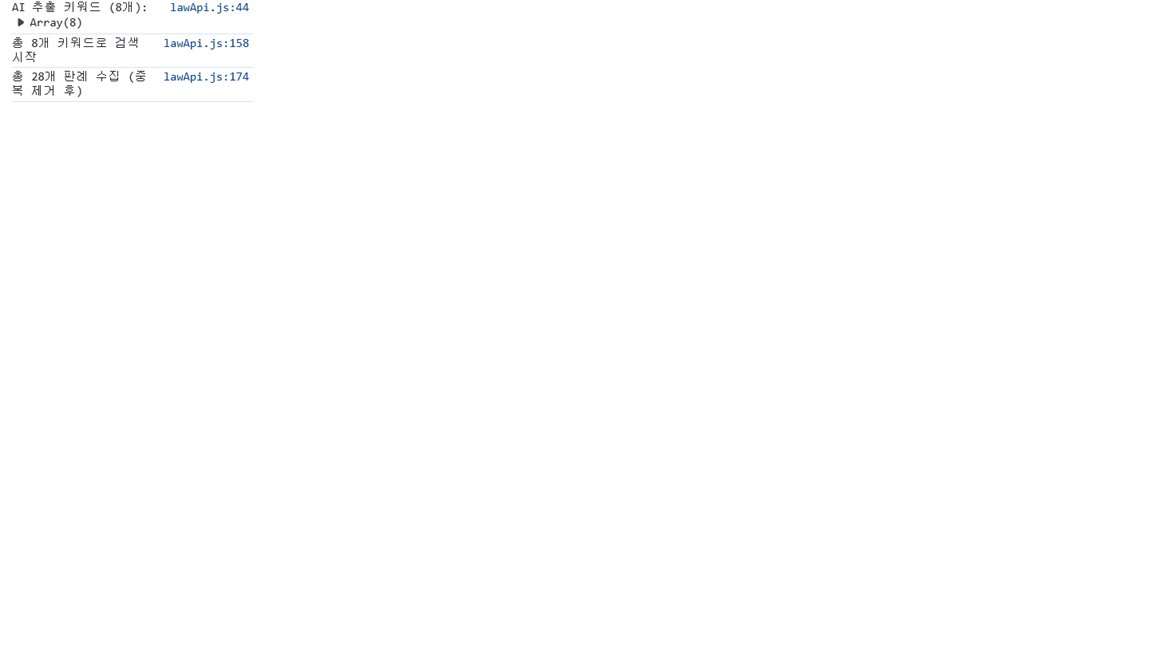 AI 추출 키워드 (8개): lawApi.js:44
▶ Array(8)
총 8개 키워드로 검색 lawApi.js:158
시작
총 28개 판례 수집 (중 lawApi.js:174
복 제거 후)